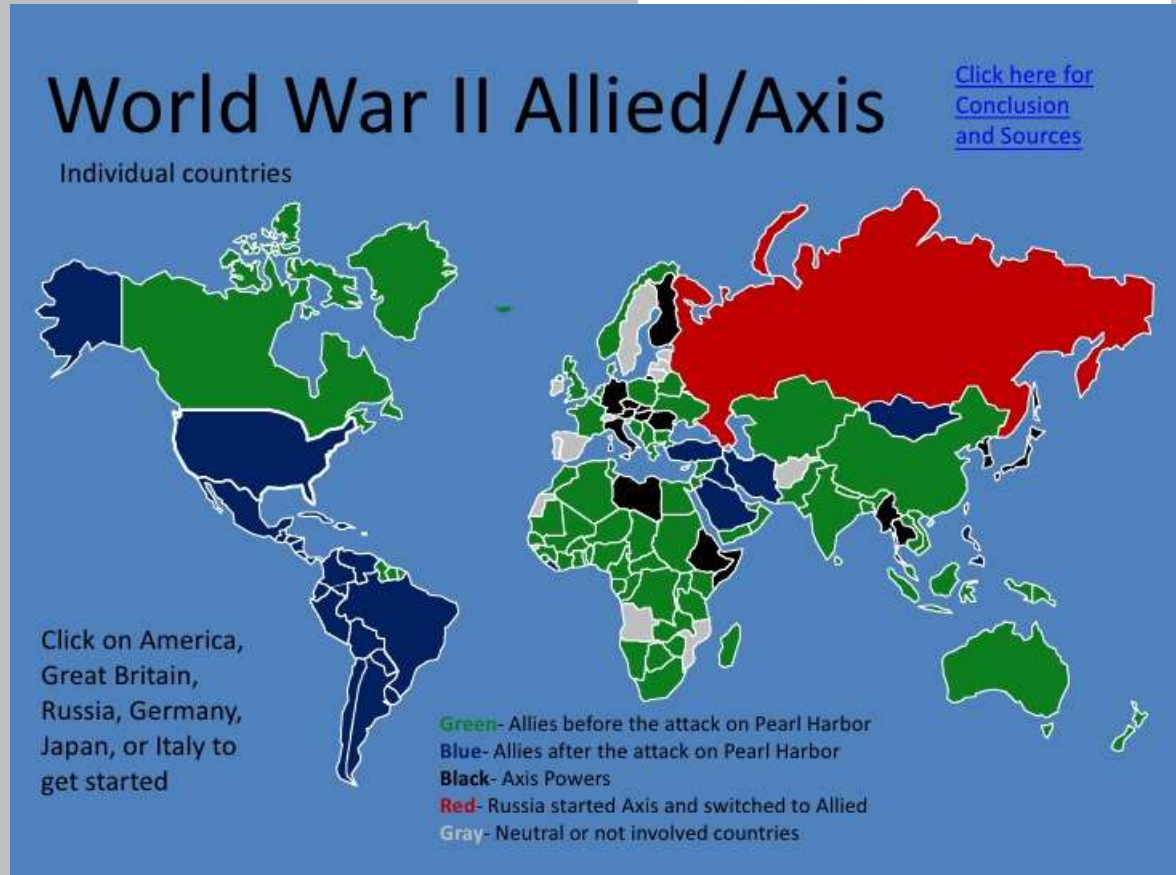 World War II Allied/Axis
Click here for
Conclusion
and Sources
Individual countries
Click on America,
Great Britain,
Russia, Germany,
Japan, or Italy to
get started
Green- Allies before the attack on Pearl Harbor
Blue- Allies after the attack on Pearl Harbor
Black- Axis Powers
Red- Russia started Axis and switched to Allied
Gray- Neutral or not involved countries